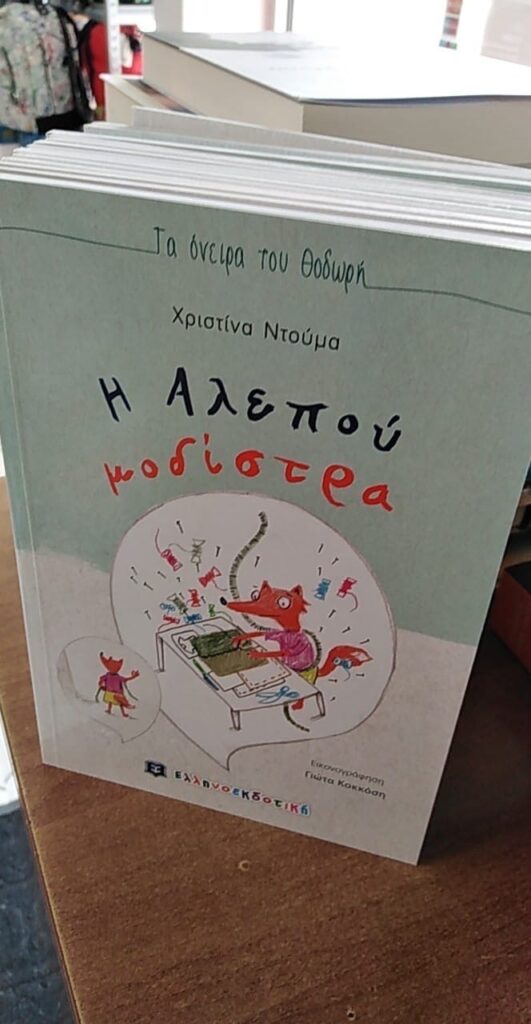 Τα όνειρα του Θοδωρή
Χριστίνα Ντούμα
Η Αλεπού
μοδίστρα
Εικονογράφηση
Γιώτα Κοκκόση
ελληνοεκδοτική